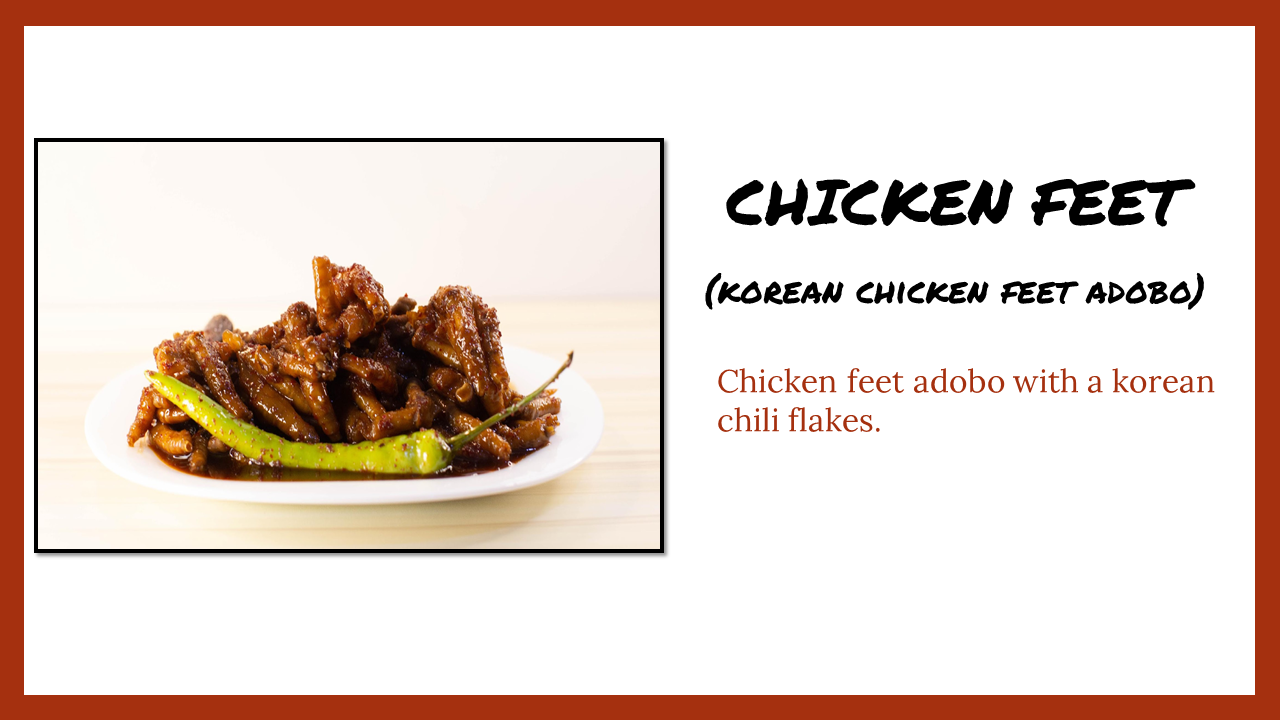 CHICKEN FEET
(KOREAN CHICKEN FEET ADOBO)
Chicken feet adobo with a korean
chili flakes.